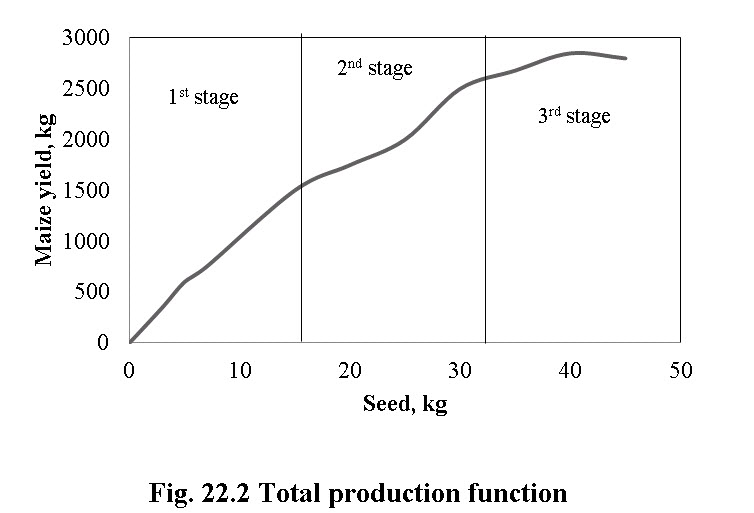 3000
2500
2000
1500
1000
500
0
Maize yield, kg
1st stage
2nd stage
3rd stage
0 10 20 30 40 50
Seed, kg
Fig. 22.2 Total production function